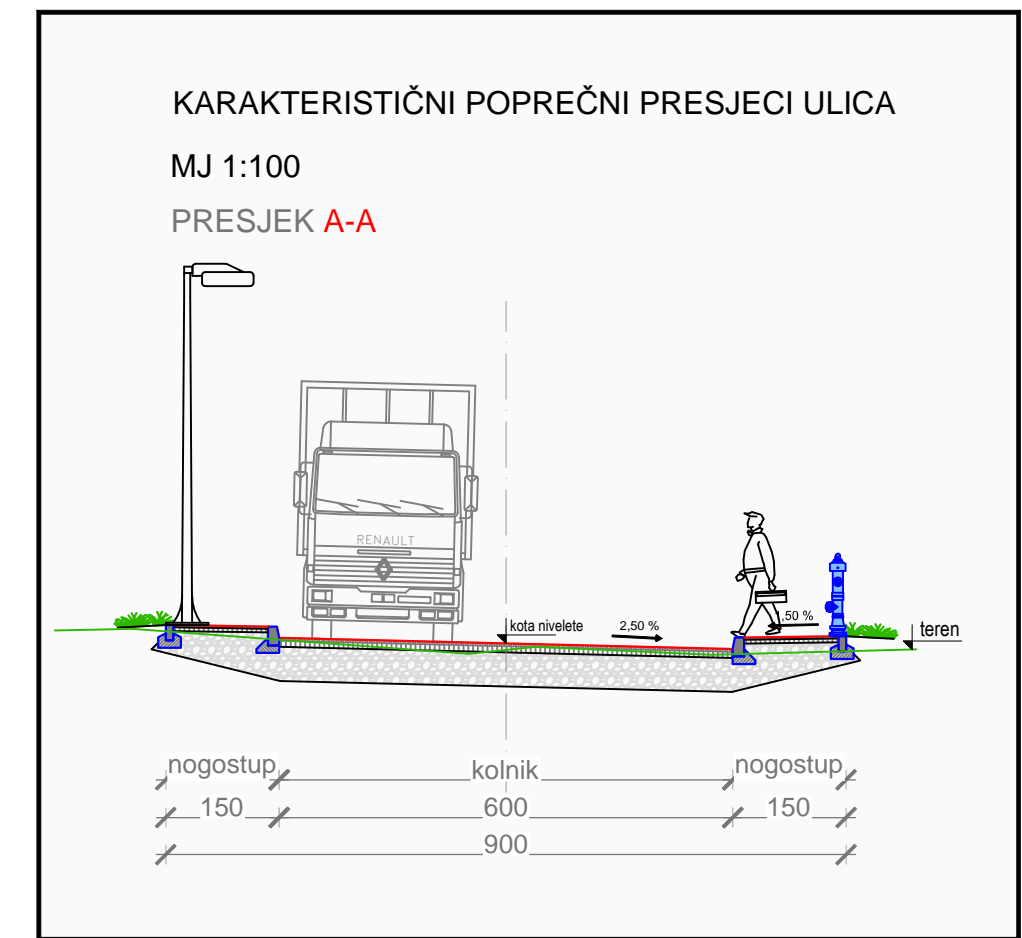 KARAKTERISTIČNI POPREČNI PRESJECI ULICA
MJ 1:100
PRESJEK A-A
RENAULT
kota nivelete
2,50 %
1,50 %
teren
nogostup kolnik nogostup
150 600 150
900